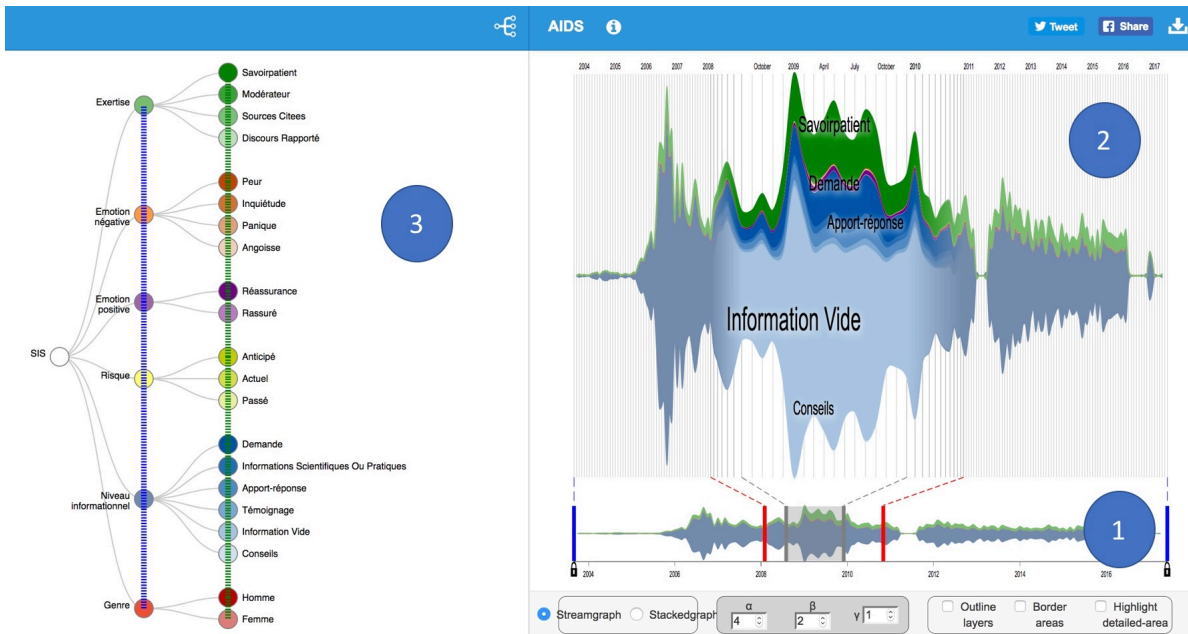 AIDS
Tweet
Share
SIS
Exertise
Savoirpatient
Modérateur
Sources Citees
Discours Rapporté
Emotion
négative
Peur
Inquiétude
Panique
Angoisse
Emotion
positive
Réassurance
Rassuré
Risque
Anticipé
Actuel
Passé
Niveau
informationnel
Demande
Informations Scientifiques Ou Pratiques
Apport-réponse
Témoignage
Information Vide
Conseils
Genre
Homme
Femme
3
2004 2005 2006 2007 2008 October 2009 April July October 2010 2011 2012 2013 2014 2015 2016 2017
2
Savoirpatient
Demande
Apport-réponse
Information Vide
Conseils
1
2004 2006 2008 2010 2012 2014 2016
Streamgraph Stackedgraph
α
4
β
2
γ 1
Outline
layers
Border
areas
Highlight
detailed-area